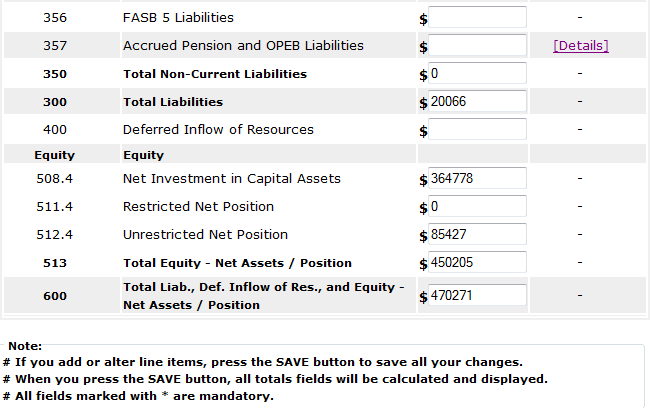 356 FASB 5 Liabilities $ -
357 Accrued Pension and OPEB Liabilities $ [Details]
350 Total Non-Current Liabilities $ 0 -
300 Total Liabilities $ 20066 -
400 Deferred Inflow of Resources $ -
Equity Equity
508.4 Net Investment in Capital Assets $ 364778 -
511.4 Restricted Net Position $ 0 -
512.4 Unrestricted Net Position $ 85427 -
513 Total Equity - Net Assets / Position $ 450205 -
600 Total Liab., Def. Inflow of Res., and Equity - $ 470271 -
Net Assets / Position
Note:
# If you add or alter line items, press the SAVE button to save all your changes.
# When you press the SAVE button, all totals fields will be calculated and displayed.
# All fields marked with * are mandatory.